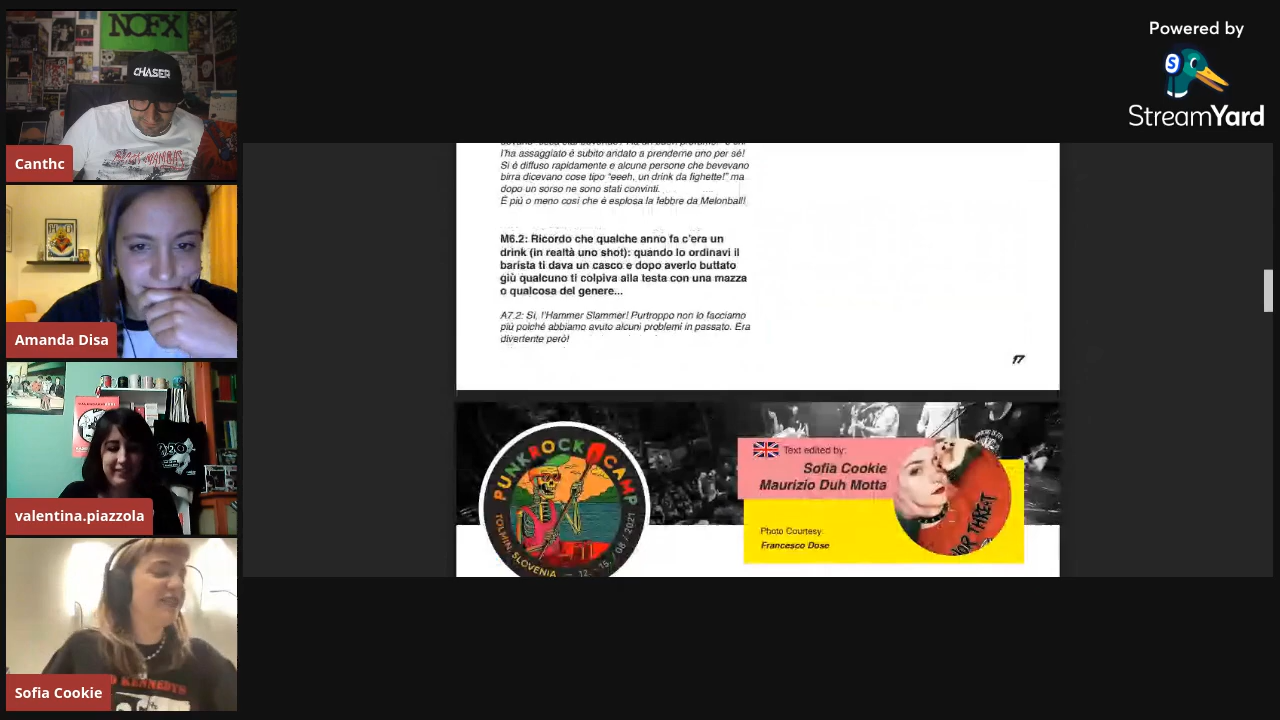 NOFX
CHASER
Canthc
Amanda Disa
valentina.piazzola
Sofia Cookie
Powered by
StreamYard
l'ha assaggiato è subito andato a prenderne uno per sé!
Si è diffuso rapidamente e alcune persone che bevevano
birra dicevano cose tipo "eeeh, un drink da fighette!" ma
dopo un sorso ne sono stati convinti.
È più o meno così che è esplosa la febbre da Melonball!
M6.2: Ricordo che qualche anno fa c'era un
drink (in realtà uno shot): quando lo ordinavi il
barista ti dava un casco e dopo averlo buttato
giù qualcuno ti colpiva alla testa con una mazza
o qualcosa del genere...
A7.2: Sì, l'Hammer Slammer! Purtroppo non lo facciamo
più poiché abbiamo avuto alcuni problemi in passato. Era
divertente però!
17
PUNK ROCK CAMP
TOLMIN, SLOVENIA — 12. - 15. / 08 / 2021
Text edited by:
Sofia Cookie
Maurizio Duh Motta
Photo Courtesy:
Francesco Dose